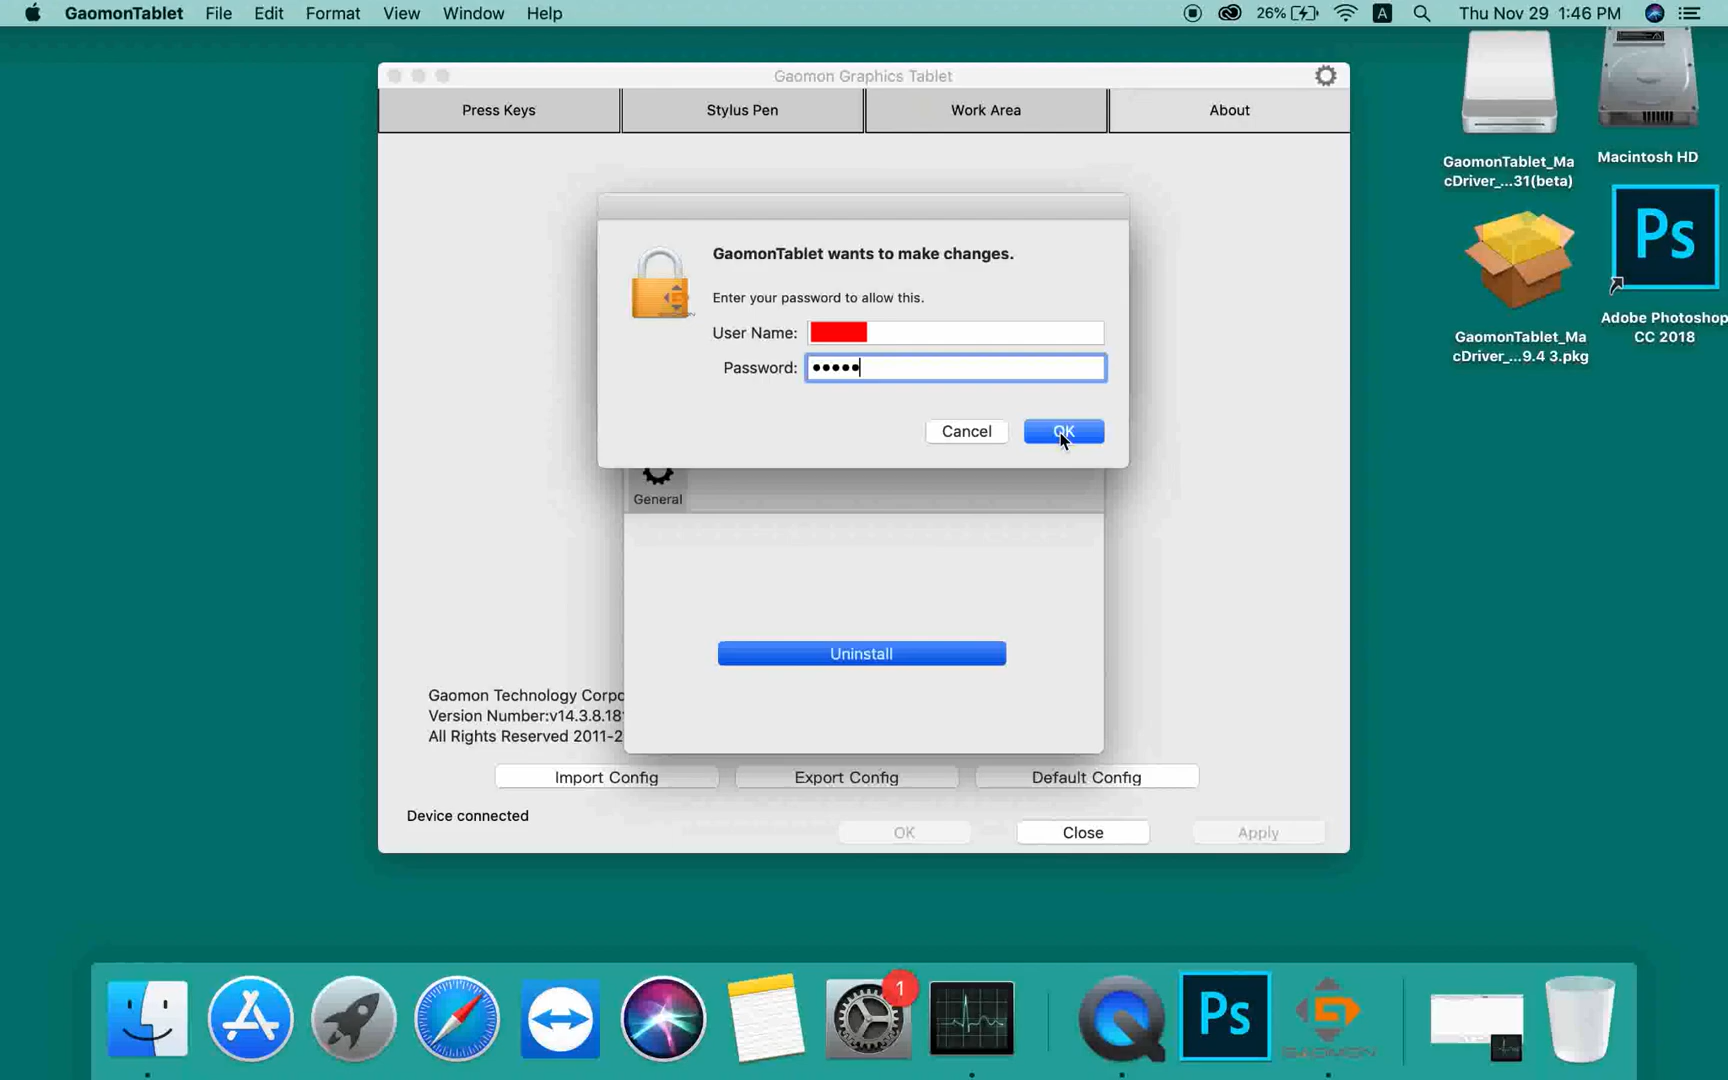 GaomonTablet File Edit Format View Window Help
26% A Thu Nov 29 1:46 PM
Gaomon Graphics Tablet
Press Keys Stylus Pen Work Area About
GaomonTablet wants to make changes.
Enter your password to allow this.
User Name:
Password: •••••
Cancel OK
General
Uninstall
Gaomon Technology Corpo
Version Number:v14.3.8.18
All Rights Reserved 2011-2
Import Config Export Config Default Config
Device connected
OK Close Apply
GaomonTablet_Ma
cDriver_...31(beta)
Macintosh HD
Ps
GaomonTablet_Ma
cDriver_...9.4 3.pkg
Adobe Photoshop
CC 2018
1
Ps
GAOMON